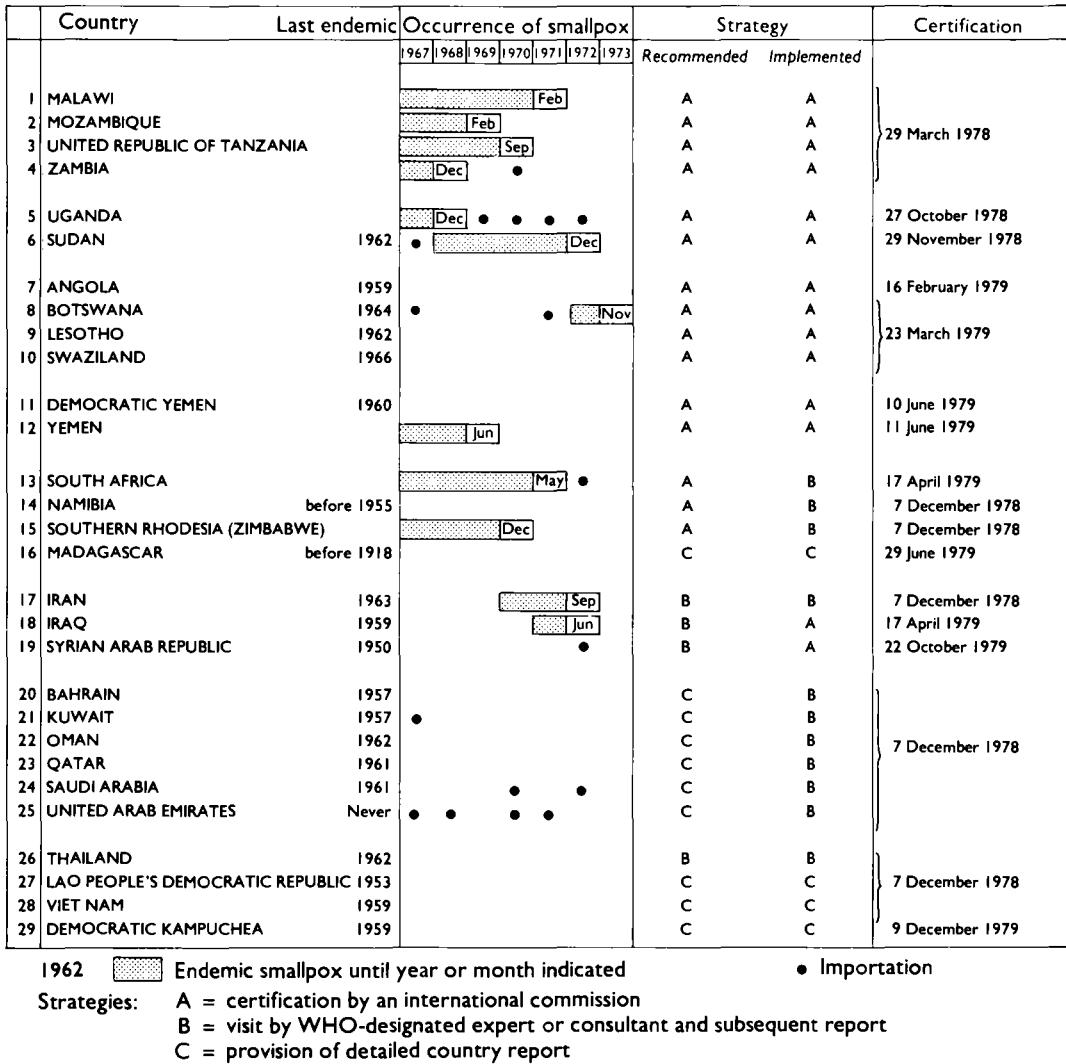 Country Last endemic Occurrence of smallpox Strategy Certification
1967 1968 1969 1970 1971 1972 1973 Recommended Implemented
1 MALAWI Feb A A
2 MOZAMBIQUE Feb A A
29 March 1978
3 UNITED REPUBLIC OF TANZANIA Sep A A
4 ZAMBIA Dec A A
5 UGANDA Dec A A 27 October 1978
6 SUDAN 1962 Dec A A 29 November 1978
7 ANGOLA 1959 A A 16 February 1979
8 BOTSWANA 1964 Nov A A
9 LESOTHO 1962 A A 23 March 1979
10 SWAZILAND 1966 A A
11 DEMOCRATIC YEMEN 1960 A A 10 June 1979
12 YEMEN Jun A A 11 June 1979
13 SOUTH AFRICA May A B 17 April 1979
14 NAMIBIA before 1955 A B 7 December 1978
15 SOUTHERN RHODESIA (ZIMBABWE) Dec A B 7 December 1978
16 MADAGASCAR before 1918 C C 29 June 1979
17 IRAN 1963 Sep B B 7 December 1978
18 IRAQ 1959 Jun B A 17 April 1979
19 SYRIAN ARAB REPUBLIC 1950 B A 22 October 1979
20 BAHRAIN 1957 C B
21 KUWAIT 1957 C B
22 OMAN 1962 C B 7 December 1978
23 QATAR 1961 C B
24 SAUDI ARABIA 1961 C B
25 UNITED ARAB EMIRATES Never C B
26 THAILAND 1962 B B
27 LAO PEOPLE'S DEMOCRATIC REPUBLIC 1953 C C 7 December 1978
28 VIET NAM 1959 C C
29 DEMOCRATIC KAMPUCHEA 1959 C C 9 December 1979
1962 Endemic smallpox until year or month indicated ● Importation
Strategies: A = certification by an international commission
B = visit by WHO-designated expert or consultant and subsequent report
C = provision of detailed country report